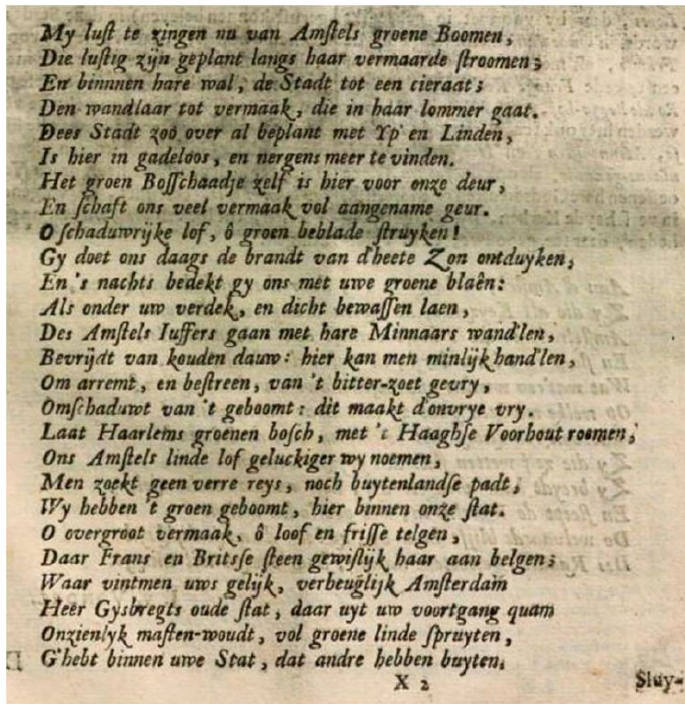 My lust te zingen nu van Amstels groene Boomen,
Die lustig zijn geplant langs haar vermaarde stroomen;
En binnnen hare wal, de Stadt tot een cieraat;
Den wandlaar tot vermaak, die in haar lommer gaat.
Dees Stadt zoo over al beplant met Yp en Linden,
Is hier in gadeloos, en nergens meer te vinden.
Het groen Bosschaadje zelf is hier voor onze deur,
En schaft ons veel vermaak vol aangename geur.
O schaduwrijke lof, ô groen beblade struyken!
Gy doet ons daags de brandt van d'heete Zon ontduyken;
En 's nachts bedekt gy ons met uwe groene blaên:
Als onder uw verdek, en dicht bewassen laen,
Des Amstels Iuffers gaan met hare Minnaars wand'len,
Bevrijdt van kouden dauw: hier kan men minlijk hand'len,
Om arremt, en bestreen, van 't bitter-zoet gevry,
Omschaduwt van 't geboomt: dit maakt d'onvrye vry.
Laat Haarlems groenen bosch, met 't Haaghse Voorhout roemen,
Ons Amstels linde lof geluckiger wy noemen,
Men zoekt geen verre reys, noch buytenlandse padt,
Wy hebben 't groen geboomt, hier binnen onze stat.
O overgroot vermaak, ô loof en frisse telgen,
Daar Frans en Britsse steen gewislijk haar aan belgen;
Waar vintmen uws gelijk, verheuglijk Amsterdam
Heer Gysbregts oude stat, daar uyt uw voortgang quam
Onzienlyk masten-woudt, vol groene linde spruyten,
G'hebt binnen uwe Stat, dat andre hebben buyten.
X 2
Sluy-